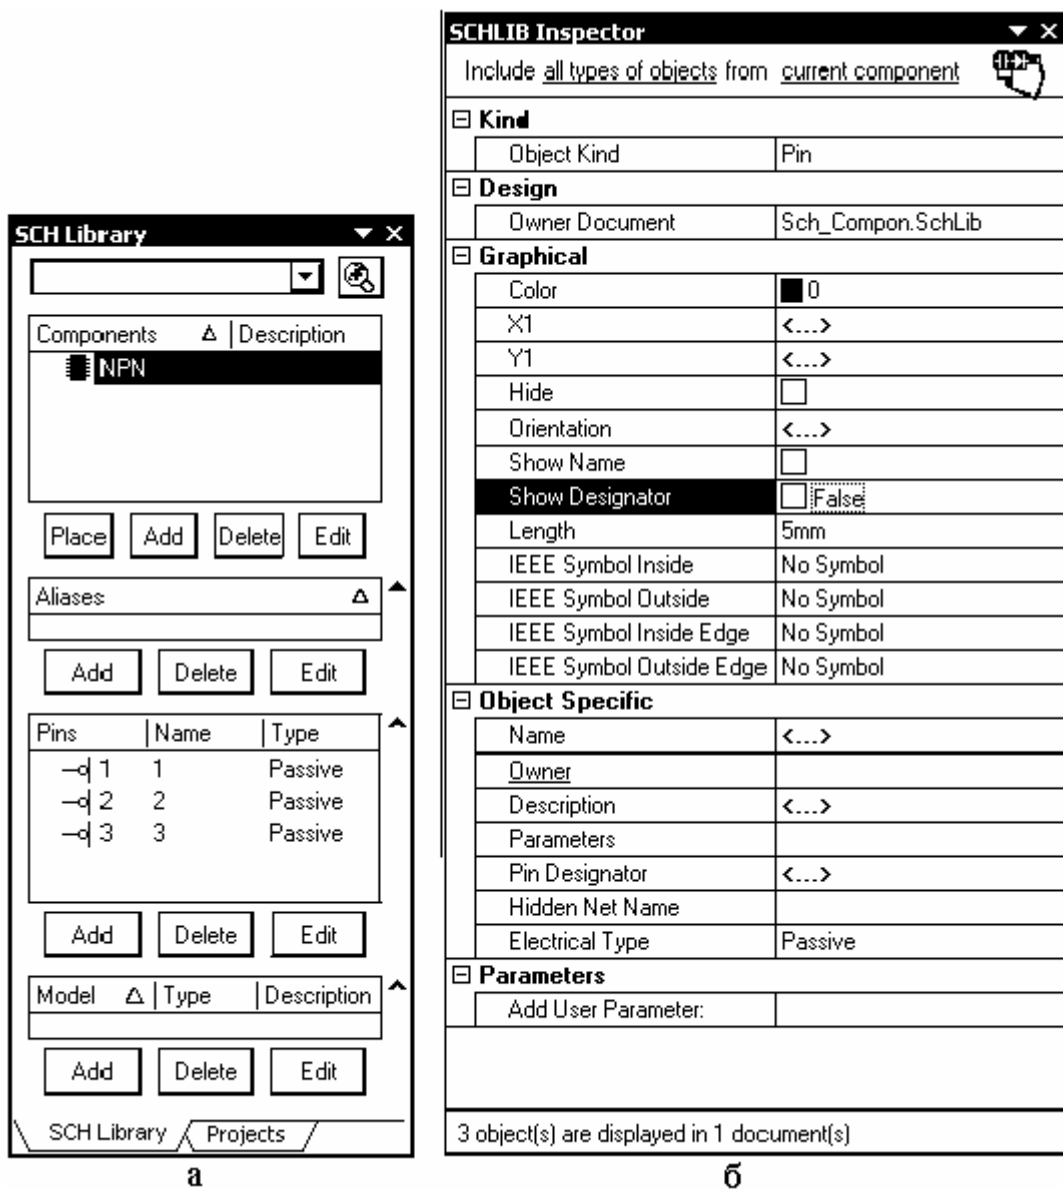 SCH Library
Components Description
NPN
Place Add Delete Edit
Aliases
Add Delete Edit
Pins Name Type
1 1 Passive
2 2 Passive
3 3 Passive
Add Delete Edit
Model Type Description
Add Delete Edit
SCH Library Projects
а
SCHLIB Inspector
Include all types of objects from current component
Kind
Object Kind Pin
Design
Owner Document Sch_Compon.SchLib
Graphical
Color 0
X1 <...>
Y1 <...>
Hide
Orientation <...>
Show Name
Show Designator False
Length 5mm
IEEE Symbol Inside No Symbol
IEEE Symbol Outside No Symbol
IEEE Symbol Inside Edge No Symbol
IEEE Symbol Outside Edge No Symbol
Object Specific
Name <...>
Owner
Description <...>
Parameters
Pin Designator <...>
Hidden Net Name
Electrical Type Passive
Parameters
Add User Parameter:
3 object(s) are displayed in 1 document(s)
б